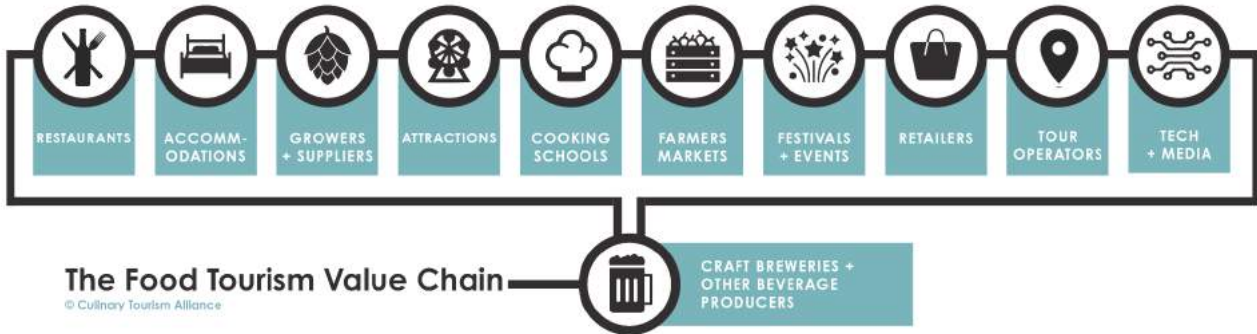 RESTAURANTS
ACCOMM-
ODATIONS
GROWERS
+ SUPPLIERS
ATTRACTIONS
COOKING
SCHOOLS
FARMERS
MARKETS
FESTIVALS
+ EVENTS
RETAILERS
TOUR
OPERATORS
TECH
+ MEDIA
The Food Tourism Value Chain
© Culinary Tourism Alliance
CRAFT BREWERIES +
OTHER BEVERAGE
PRODUCERS